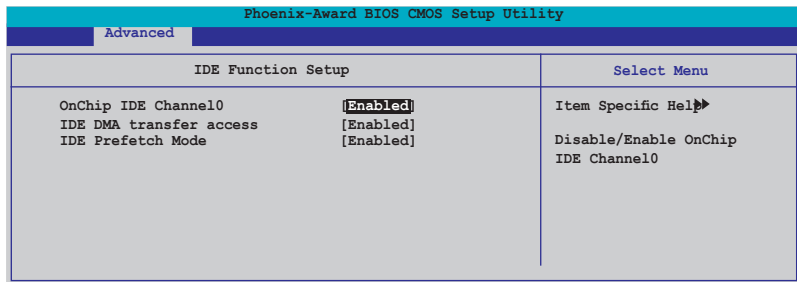 Phoenix-Award BIOS CMOS Setup Utility
Advanced
IDE Function Setup
Select Menu
OnChip IDE Channel0 [Enabled]
IDE DMA transfer access [Enabled]
IDE Prefetch Mode [Enabled]
Item Specific Help
Disable/Enable OnChip
IDE Channel0